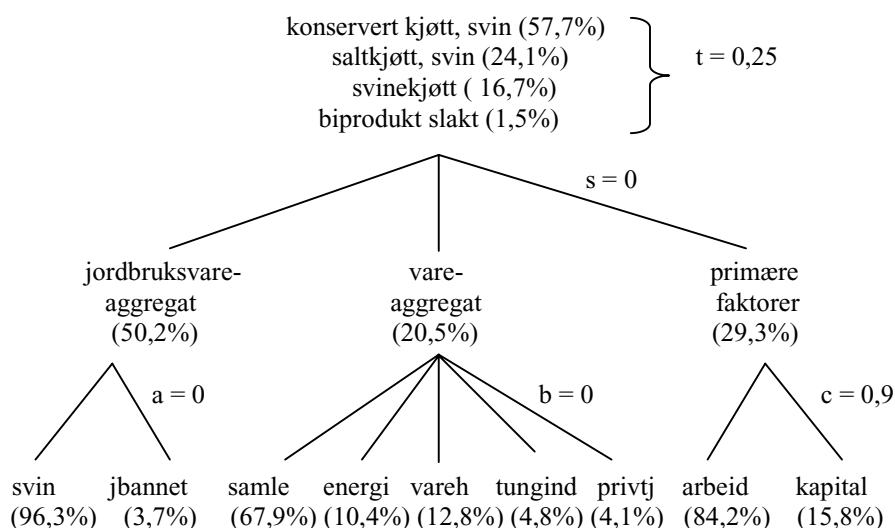 konservert kjøtt, svin (57,7%)
saltkjøtt, svin (24,1%)
t = 0,25
svinekjøtt ( 16,7%)
biprodukt slakt (1,5%)
s = 0
jordbruksvare-
aggregat
(50,2%)
vare-
aggregat
(20,5%)
primære
faktorer
(29,3%)
a = 0
b = 0
c = 0,9
svin jbannet samle energi vareh tungind privtj arbeid kapital
(96,3%) (3,7%) (67,9%) (10,4%) (12,8%) (4,8%) (4,1%) (84,2%) (15,8%)